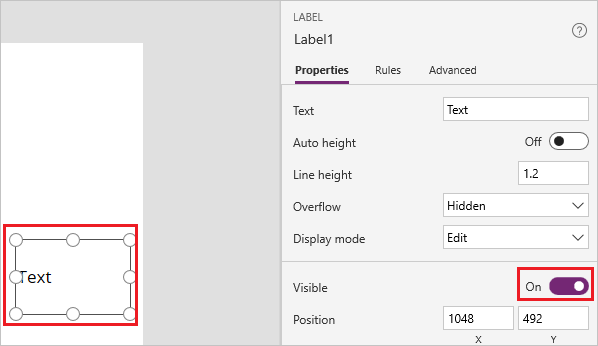 LABEL
Label1
?
Properties Rules Advanced
Text Text
Auto height Off
Line height 1.2
Overflow Hidden
Display mode Edit
Text
Visible On
Position 1048 492
X Y